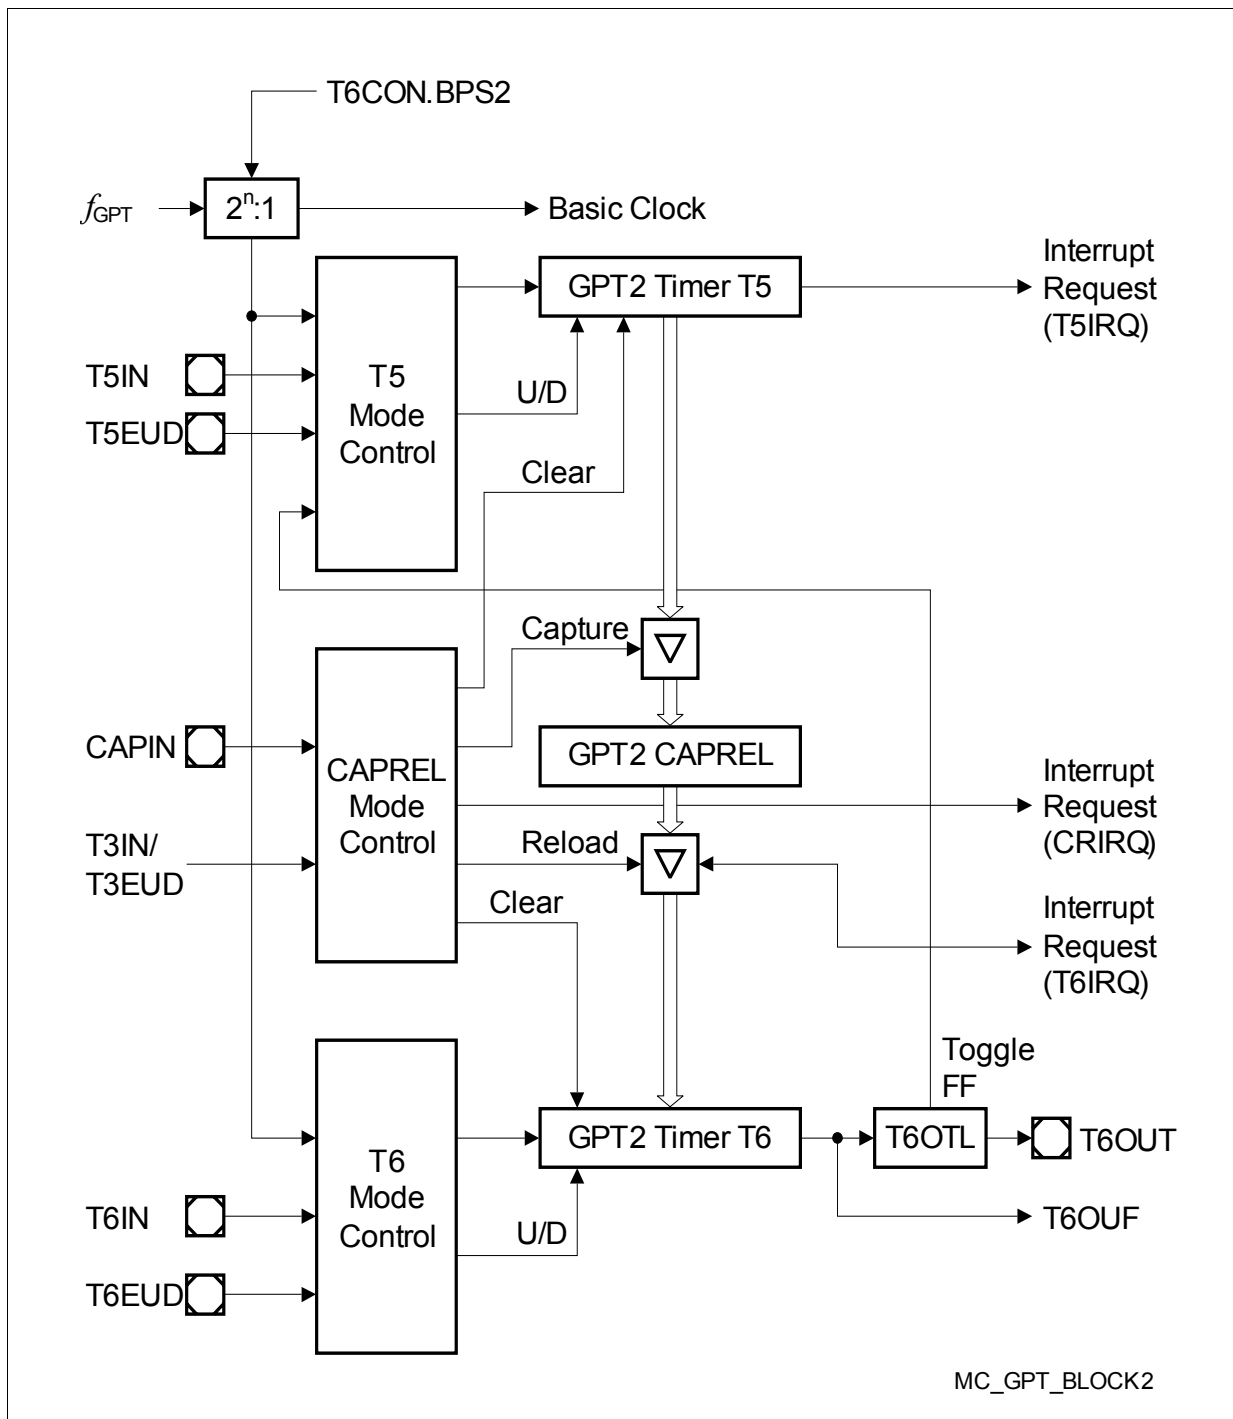 T6CON.BPS2
fGPT
2ⁿ:1
Basic Clock
GPT2 Timer T5
Interrupt
Request
(T5IRQ)
T5IN
T5
Mode
Control
U/D
T5EUD
Clear
Capture
CAPIN
CAPREL
Mode
Control
GPT2 CAPREL
Interrupt
Request
(CRIRQ)
T3IN/
T3EUD
Reload
Clear
Interrupt
Request
(T6IRQ)
Toggle
FF
GPT2 Timer T6
T6OTL
T6OUT
T6
Mode
Control
T6IN
U/D
T6OUF
T6EUD
MC_GPT_BLOCK2